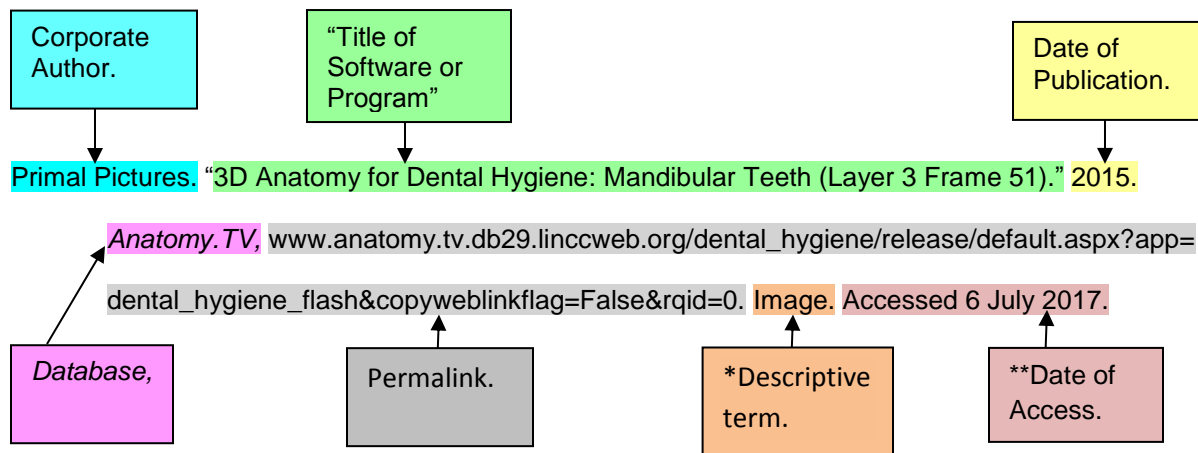 Corporate
Author.
“Title of
Software or
Program”
Date of
Publication.
Primal Pictures. “3D Anatomy for Dental Hygiene: Mandibular Teeth (Layer 3 Frame 51).” 2015.
Anatomy.TV, www.anatomy.tv.db29.linccweb.org/dental_hygiene/release/default.aspx?app=
dental_hygiene_flash&copyweblinkflag=False&rqid=0. Image. Accessed 6 July 2017.
Database,
Permalink.
*Descriptive
term.
**Date of
Access.